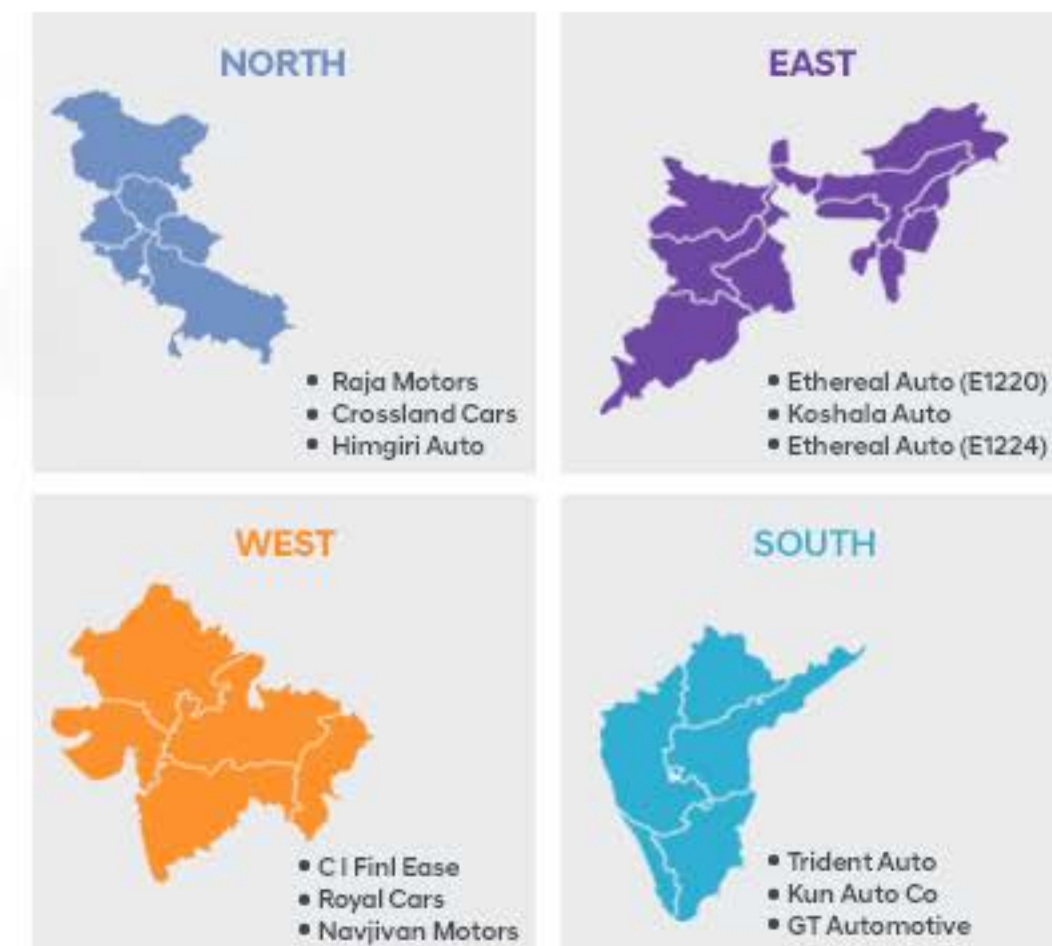 NORTH
• Raja Motors
• Crossland Cars
• Himgiri Auto
EAST
• Ethereal Auto (E1220)
• Koshala Auto
• Ethereal Auto (E1224)
WEST
• C I Finl Ease
• Royal Cars
• Navjivan Motors
SOUTH
• Trident Auto
• Kun Auto Co
• GT Automotive